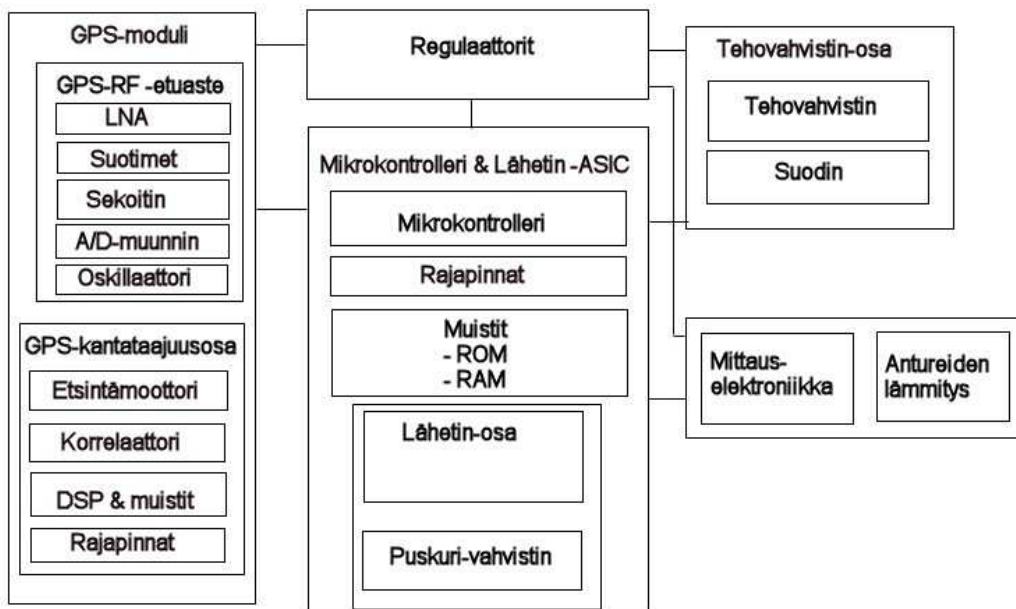 GPS-moduli
GPS-RF -etuaste
LNA
Suotimet
Sekoitin
A/D-muunnin
Oskillaattori
GPS-kantataajuusosa
Etsintämoottori
Korrelaattori
DSP & muistit
Rajapinnat
Regulaattorit
Mikrokontrolleri & Lähetin -ASIC
Mikrokontrolleri
Rajapinnat
Muistit
- ROM
- RAM
Lähetin-osa
Puskuri-vahvistin
Tehovahvistin-osa
Tehovahvistin
Suodin
Mittaus-
elektroniikka
Antureiden
lämmitys